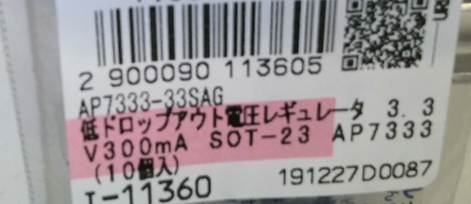 2 900090 113605
AP7333-33SAG
低ドロップアウト電圧レギュレータ 3.3
V300mA SOT-23 AP7333
(10個入)
I-11360
191227D0087